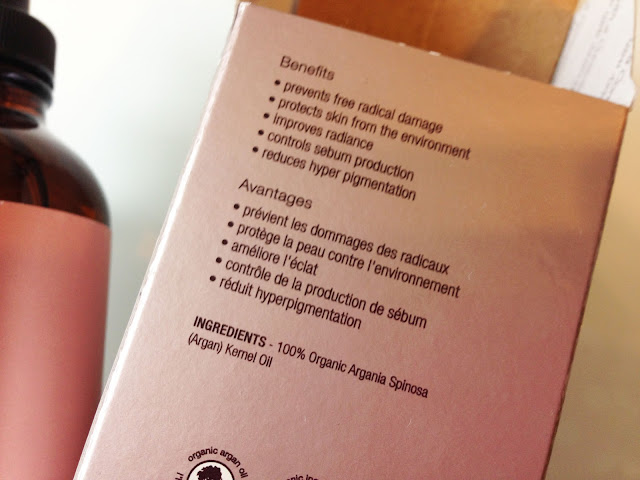 Benefits
• prevents free radical damage
• protects skin from the environment
• improves radiance
• controls sebum production
• reduces hyper pigmentation
Avantages
• prévient les dommages des radicaux
• protège la peau contre l'environnement
• améliore l'éclat
• contrôle de la production de sébum
• réduit hyperpigmentation
INGREDIENTS - 100% Organic Argania Spinosa
(Argan) Kernel Oil
organic argan oil
organic